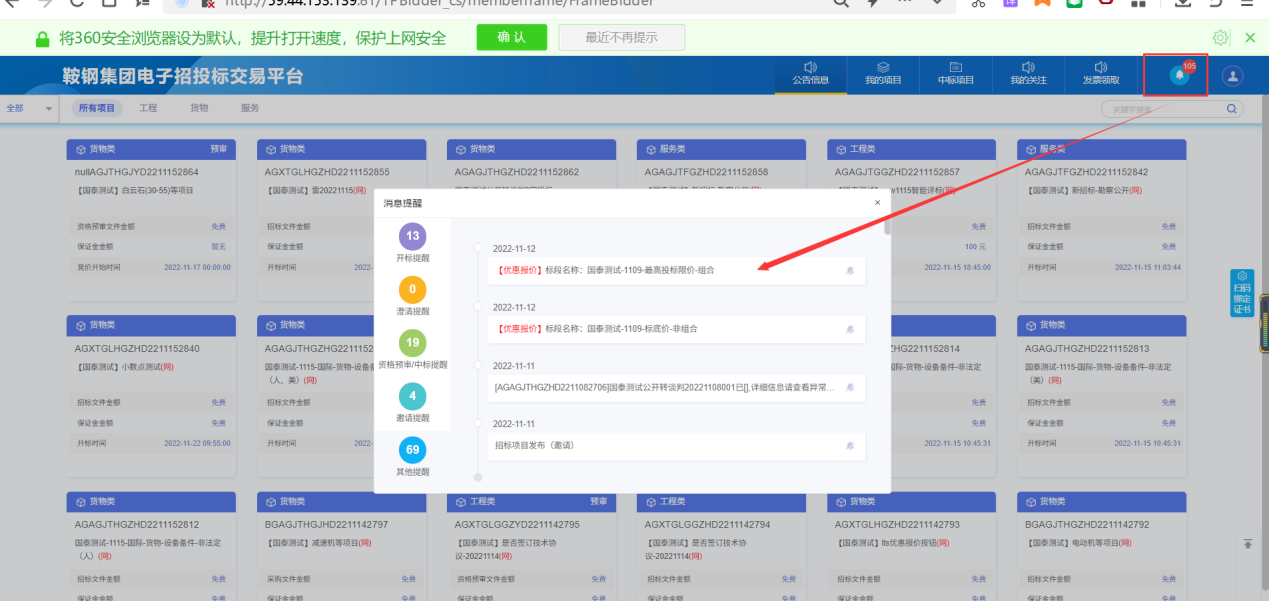 将360安全浏览器设为默认，提升打开速度，保护上网安全
确认
最近不再提示
鞍钢集团电子招投标交易平台
公告信息
我的项目
中标项目
我的关注
发票领取
105
全部
所有项目
工程
货物
服务
关键字搜索
货物类 预审
货物类
货物类
服务类
工程类
服务类
nullAGJTHGJYD2211152864
AGXTGLHGZHD2211152855
AGAGJTHGZHD2211152862
AGAGJTFGZHD2211152858
AGAGJTGGZHD2211152857
AGAGJTFGZHD2211152842
【国泰测试】白云石(30-55)等项目
【国泰测试】雷20221115(网)
1115智能评标(网)
【国泰测试】新招标-勘察公开(网)
资格预审文件金额 免费
招标文件金额
免费
招标文件金额 免费
保证金金额 暂无
保证金金额
100 元
保证金金额 免费
竞价开始时间 2022-11-17 00:00:00
开标时间 2022-
2022-11-15 18:45:00
开标时间 2022-11-15 11:03:44
消息提醒
×
13
开标提醒
0
澄清提醒
19
资格预审/中标提醒
4
邀请提醒
69
其他提醒
2022-11-12
【优惠报价】标段名称：国泰测试-1109-最高投标限价-组合
2022-11-12
【优惠报价】标段名称：国泰测试-1109-标底价-非组合
2022-11-11
[AGAGJTHGZHD2211082706]国泰测试公开转谈判20221108001已[],详细信息请查看异常...
2022-11-11
招标项目发布（邀请）
扫码
绑定
证书
货物类
货物类
货物类
AGXTGLHGZHD2211152840
AGAGJTHGZHG2211152
ZHG2211152814
AGAGJTHGZHD2211152813
【国泰测试】小数点测试(网)
国泰测试-1115-国际-货物-设备
（人、美）(网)
国际-货物-设备备件-非法定
国泰测试-1115-国际-货物-设备备件-非法定
（美）(网)
招标文件金额 免费
招标文件金额
免费
招标文件金额 免费
保证金金额 免费
保证金金额
免费
保证金金额 免费
开标时间 2022-11-22 09:55:00
开标时间 2022-
2022-11-15 10:45:31
开标时间 2022-11-15 10:45:31
货物类
货物类
工程类 预审
工程类
货物类
货物类
AGAGJTHGZHD2211152812
BGAGJTHGJHD2211142797
AGXTGLGGZYD2211142795
AGXTGLGGZHD2211142794
AGXTGLHGZHD2211142793
BGAGJTHGZHD2211142792
国泰测试-1115-国际-货物-设备备件-非法定
（人）(网)
【国泰测试】减速机等项目(网)
【国泰测试】是否签订技术协
议-20221114(网)
【国泰测试】是否签订技术协
议-20221114(网)
【国泰测试】lts优惠报价按钮(网)
【国泰测试】电动机等项目(网)
招标文件金额 免费
采购文件金额 免费
资格预审文件金额 免费
招标文件金额 免费
招标文件金额 免费
招标文件金额 免费